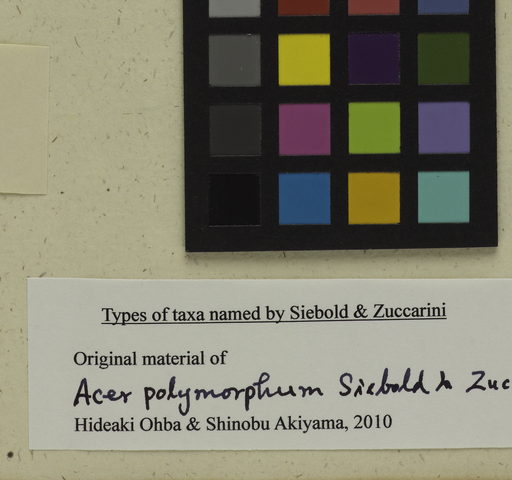 Types of taxa named by Siebold & Zuccarini
Original material of
Acer polymorphum Siebold & Zuc
Hideaki Ohba & Shinobu Akiyama, 2010